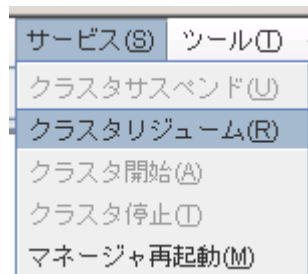 サービス(S) ツール(T)
クラスタサスペンド(U)
クラスタリジューム(R)
クラスタ開始(A)
クラスタ停止(T)
マネージャ再起動(M)